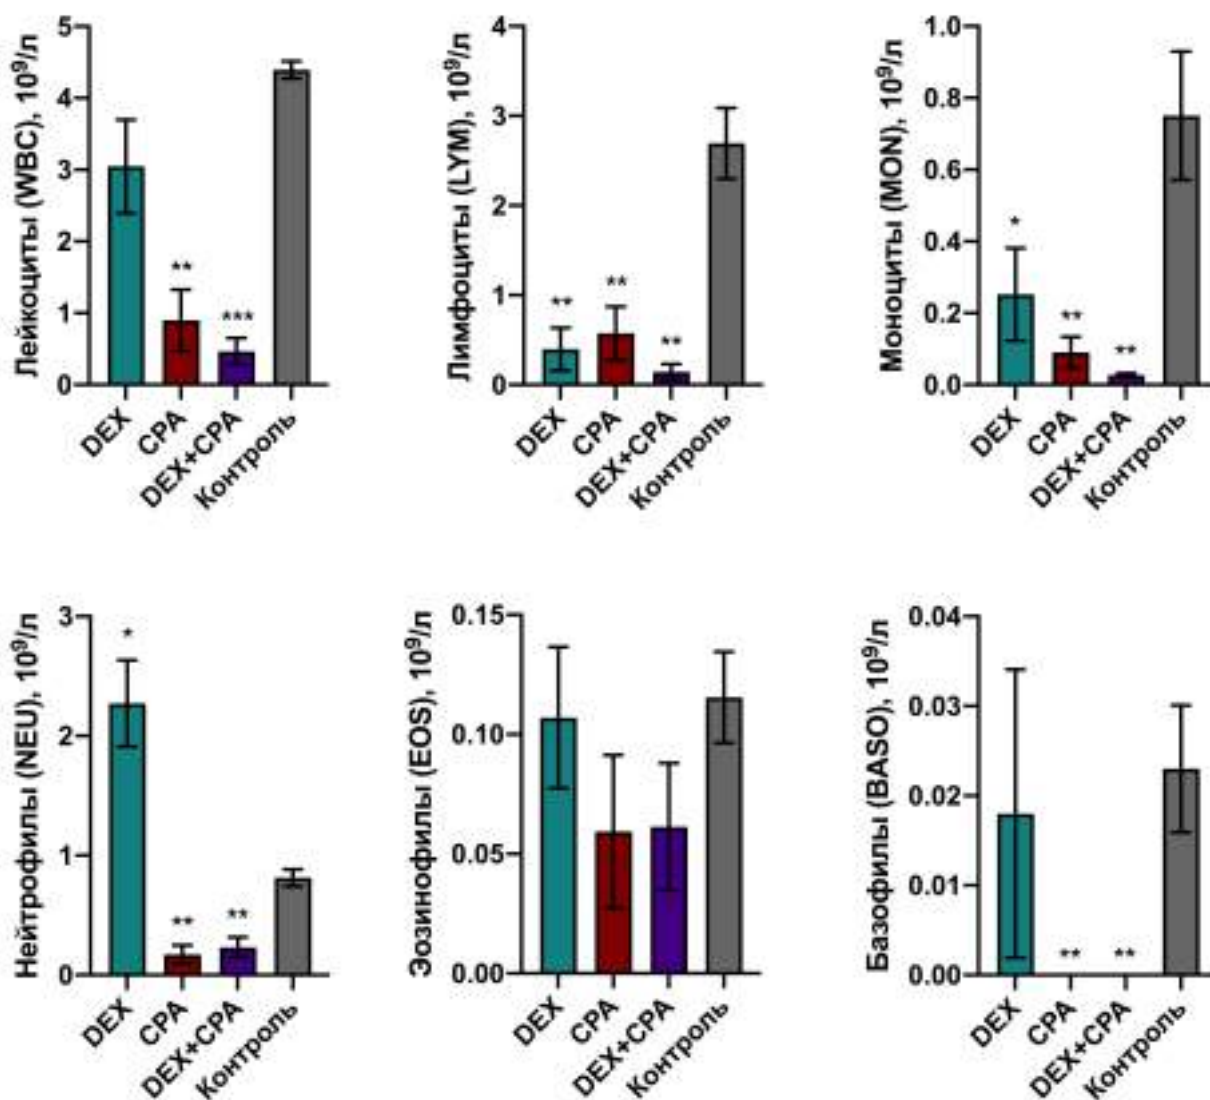 Лейкоциты (WBC), 10⁹/л
5
4
3
2
1
0
**
***
DEX
CPA
DEX+CPA
Контроль
Лимфоциты (LYM), 10⁹/л
4
3
2
1
0
**
**
**
DEX
CPA
DEX+CPA
Контроль
Моноциты (MON), 10⁹/л
1.0
0.8
0.6
0.4
0.2
0.0
*
**
**
DEX
CPA
DEX+CPA
Контроль
Нейтрофилы (NEU), 10⁹/л
3
2
1
0
*
**
**
DEX
CPA
DEX+CPA
Контроль
Эозинофилы (EOS), 10⁹/л
0.15
0.10
0.05
0.00
DEX
CPA
DEX+CPA
Контроль
Базофилы (BASO), 10⁹/л
0.04
0.03
0.02
0.01
0.00
**
**
DEX
CPA
DEX+CPA
Контроль